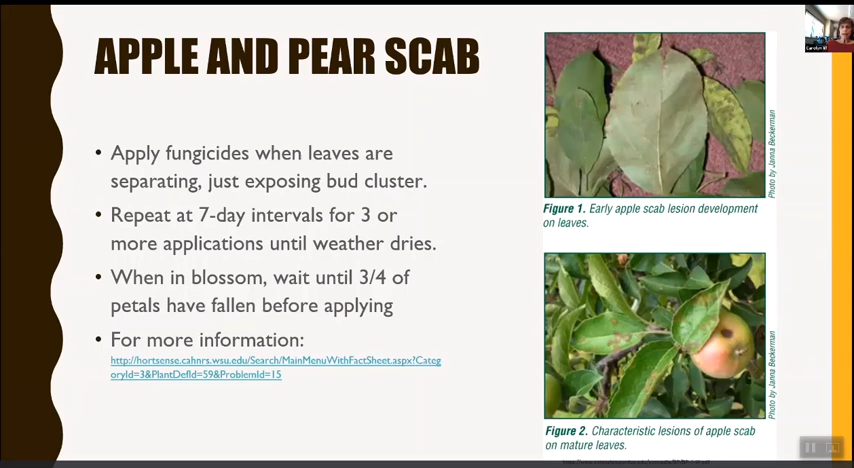 APPLE AND PEAR SCAB
• Apply fungicides when leaves are
separating, just exposing bud cluster.
• Repeat at 7-day intervals for 3 or
more applications until weather dries.
• When in blossom, wait until 3/4 of
petals have fallen before applying
• For more information:
http://hortsense.cahnrs.wsu.edu/Search/MainMenuWithFactSheet.aspx?Categ
oryId=3&PlantDefId=59&ProblemId=15
Photo by Janna Beckerman
Figure 1. Early apple scab lesion development
on leaves.
Photo by Janna Beckerman
Figure 2. Characteristic lesions of apple scab
on mature leaves.